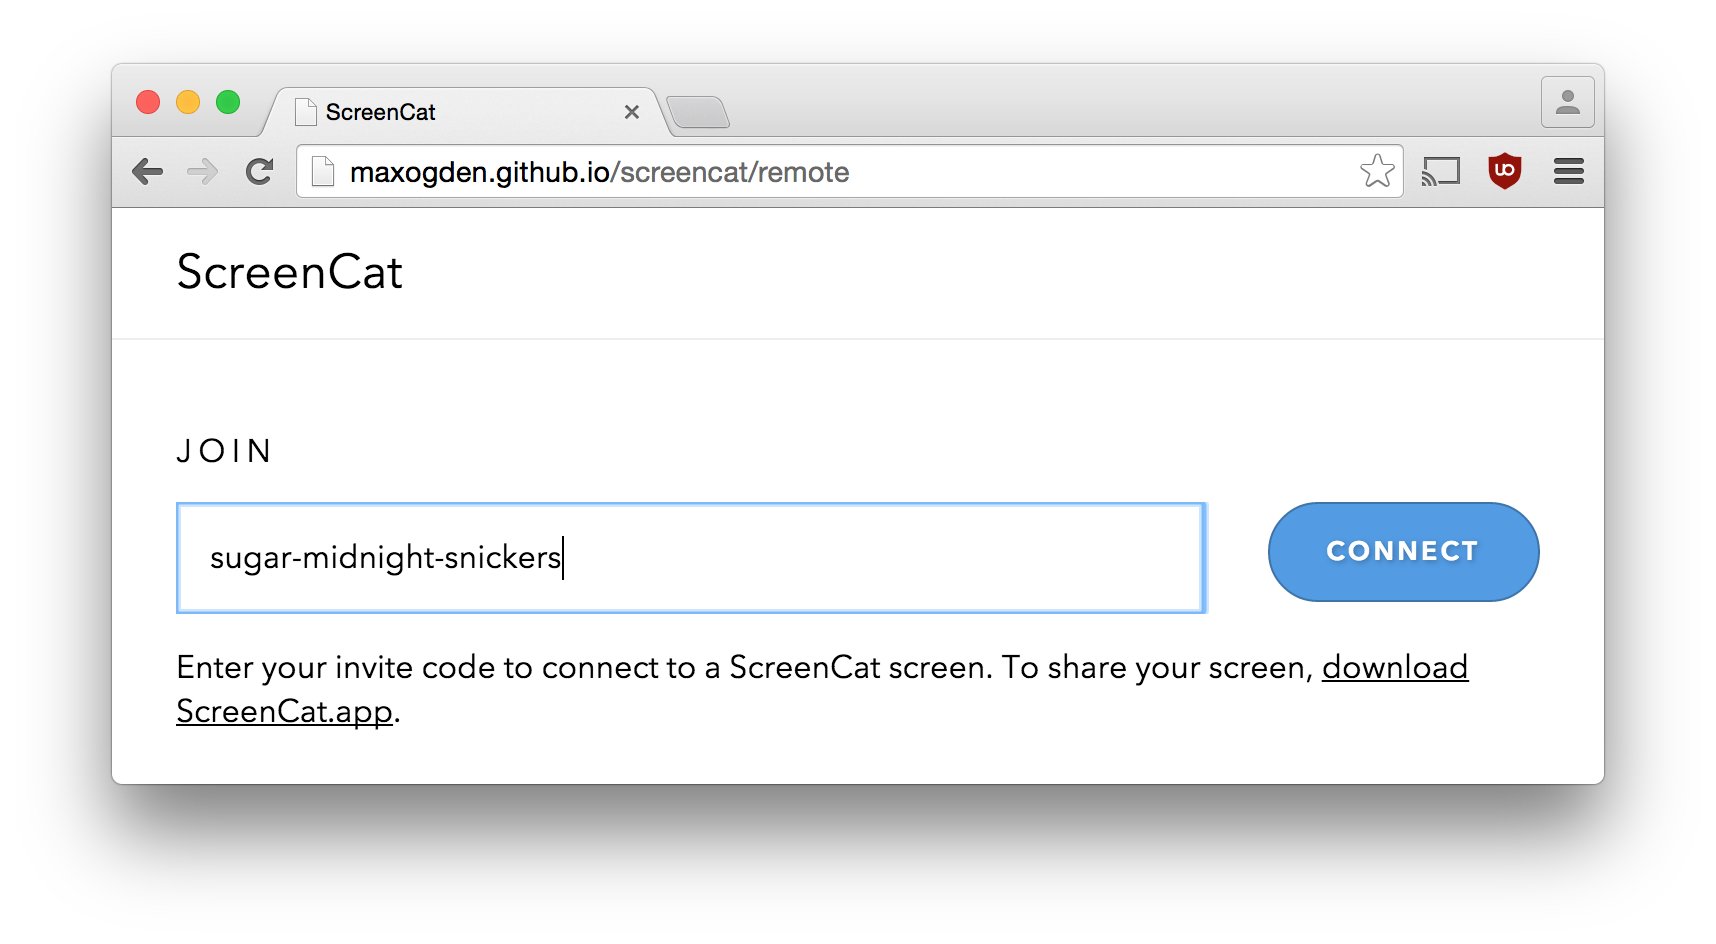 ScreenCat
maxogden.github.io/screencat/remote
ScreenCat
JOIN
sugar-midnight-snickers
CONNECT
Enter your invite code to connect to a ScreenCat screen. To share your screen, download
ScreenCat.app.